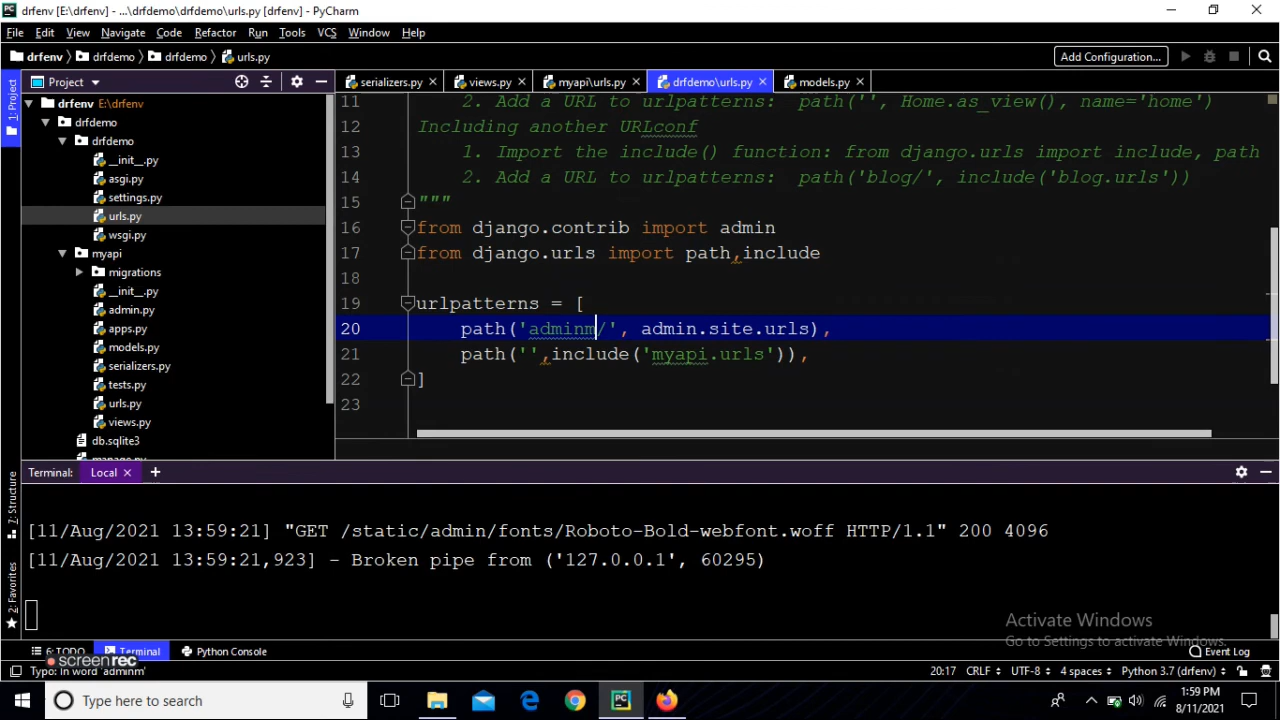 drfenv [E:\drfenv] - ...\drfdemo\urls.py [drfenv] - PyCharm
File Edit View Navigate Code Refactor Run Tools VCS Window Help
drfenv drfdemo drfdemo urls.py Add Configuration...
Project serializers.py views.py myapi\urls.py drfdemo\urls.py models.py
1: Project
drfenv E:\drfenv
drfdemo
drfdemo
__init__.py
asgi.py
settings.py
urls.py
wsgi.py
myapi
migrations
__init__.py
admin.py
apps.py
models.py
serializers.py
tests.py
urls.py
views.py
db.sqlite3
manage.py
11 2. Add a URL to urlpatterns: path('', Home.as_view(), name='home')
12 Including another URLconf
13 1. Import the include() function: from django.urls import include, path
14 2. Add a URL to urlpatterns: path('blog/', include('blog.urls'))
15 """
16 from django.contrib import admin
17 from django.urls import path,include
18
19 urlpatterns = [
20 path('adminm/', admin.site.urls),
21 path('',include('myapi.urls')),
22 ]
23
Terminal: Local
7: Structure
2: Favorites
[11/Aug/2021 13:59:21] "GET /static/admin/fonts/Roboto-Bold-webfont.woff HTTP/1.1" 200 4096
[11/Aug/2021 13:59:21,923] - Broken pipe from ('127.0.0.1', 60295)
Activate Windows
Go to Settings to activate Windows.
6: TODO Terminal Python Console Event Log
screenrec
Typo: In word 'adminm' 20:17 CRLF UTF-8 4 spaces Python 3.7 (drfenv)
Type here to search 1:59 PM
8/11/2021